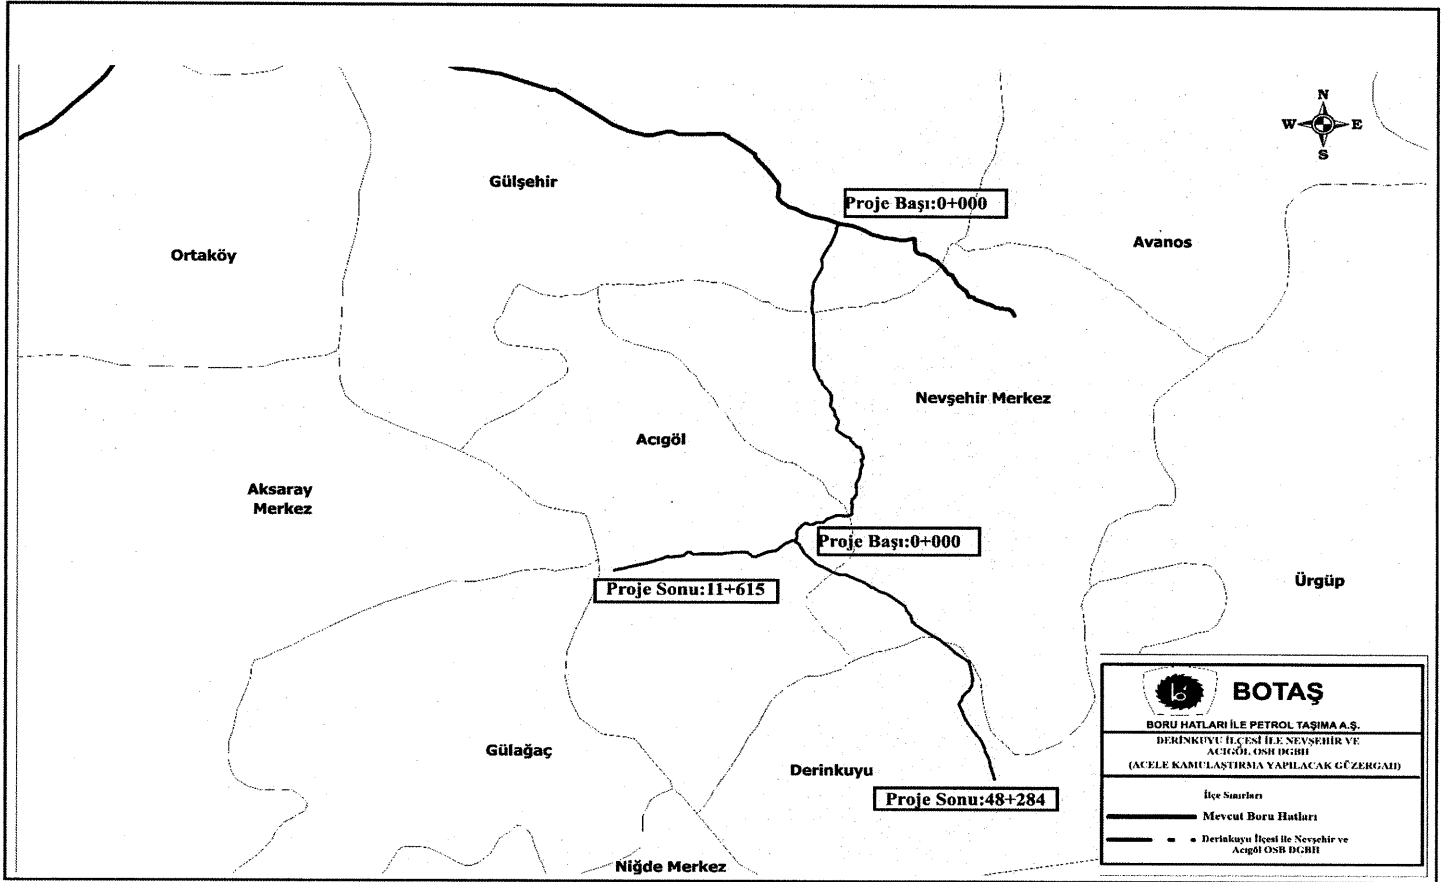 N
W E
S
Gülşehir
Proje Başı:0+000
Ortaköy
Avanos
Nevşehir Merkez
Acıgöl
Aksaray
Merkez
Proje Başı:0+000
Proje Sonu:11+615
Ürgüp
Gülağaç
Derinkuyu
Proje Sonu:48+284
Niğde Merkez
BOTAŞ
BORU HATLARI İLE PETROL TAŞIMA A.Ş.
DERİNKUYU İLÇESİ İLE NEVŞEHİR VE
ACIGÖL OSB DGBH
(ACELE KAMULAŞTIRMA YAPILACAK GÜZERGAH)
İlçe Sınırları
Mevcut Boru Hatları
Derinkuyu İlçesi ile Nevşehir ve
Acıgöl OSB DGBH